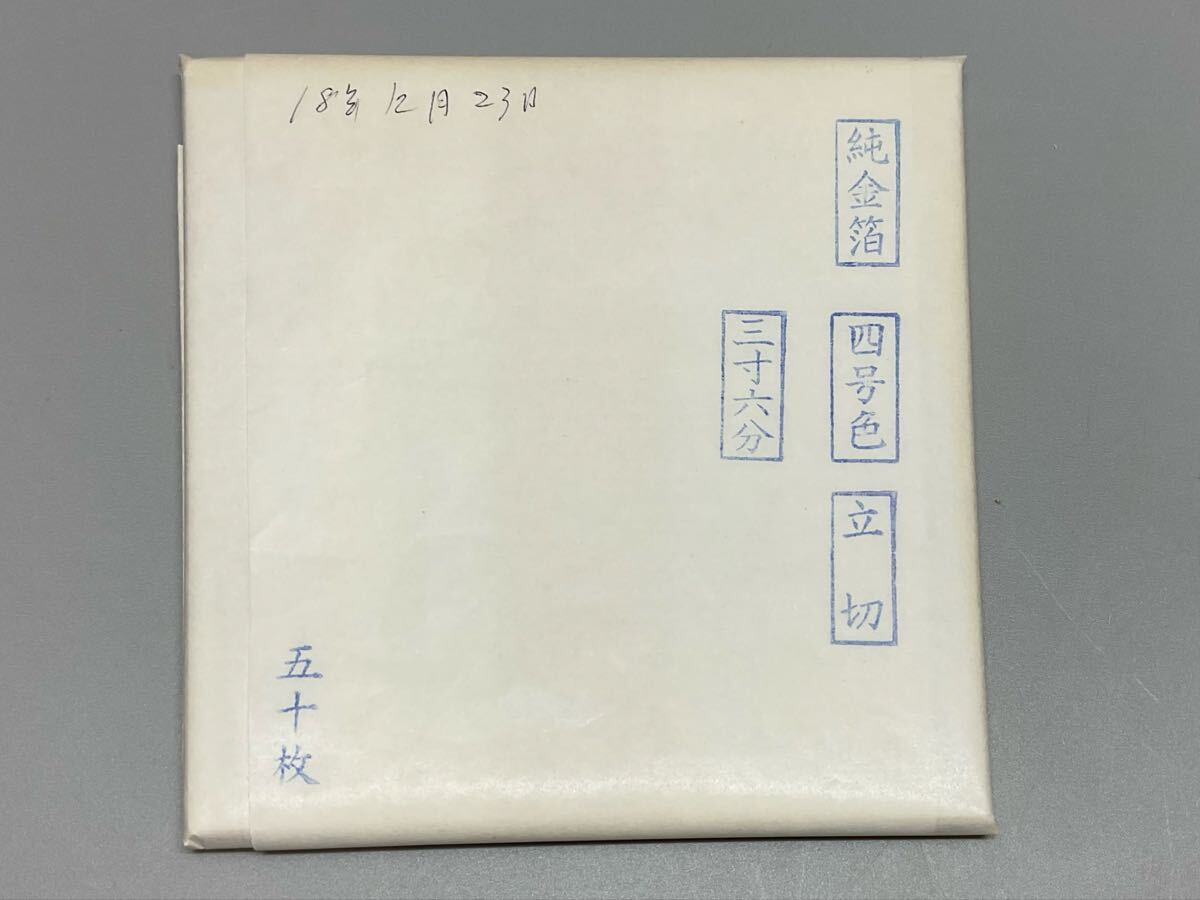 18年12月23日
純金箔
四号色
立切
三寸六分
五十枚